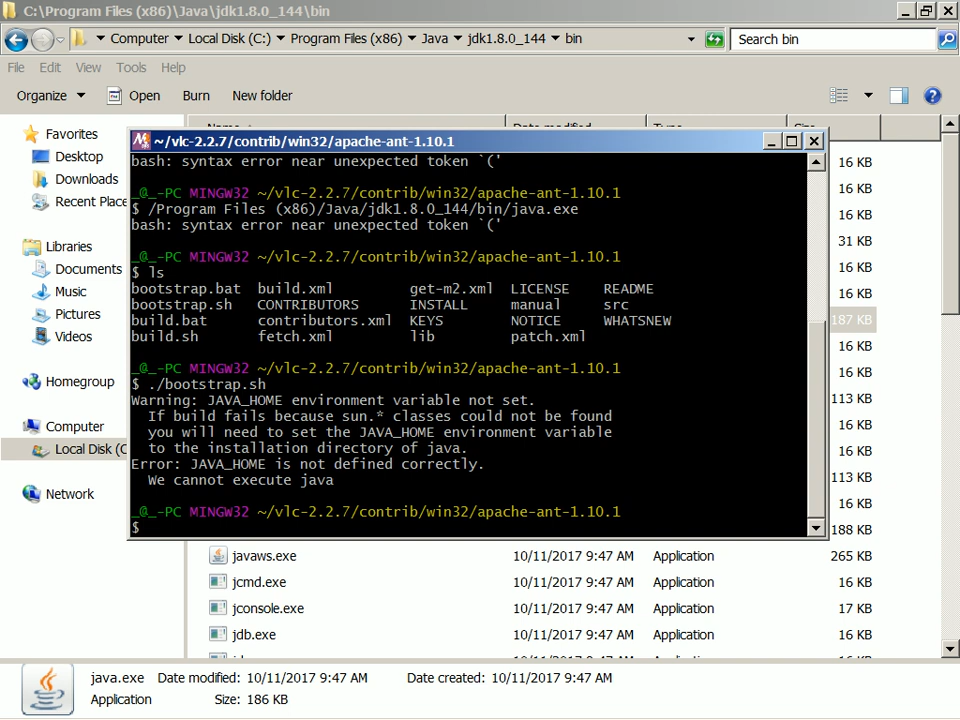 C:\Program Files (x86)\Java\jdk1.8.0_144\bin
Computer Local Disk (C:) Program Files (x86) Java jdk1.8.0_144 bin
Search bin
File Edit View Tools Help
Organize Open Burn New folder
Favorites
Desktop
Downloads
Recent Place
Libraries
Documents
Music
Pictures
Videos
Homegroup
Computer
Local Disk (C
Network
~/vlc-2.2.7/contrib/win32/apache-ant-1.10.1
bash: syntax error near unexpected token `('
_@_-PC MINGW32 ~/vlc-2.2.7/contrib/win32/apache-ant-1.10.1
$ /Program Files (x86)/Java/jdk1.8.0_144/bin/java.exe
bash: syntax error near unexpected token `('
_@_-PC MINGW32 ~/vlc-2.2.7/contrib/win32/apache-ant-1.10.1
$ ls
bootstrap.bat build.xml get-m2.xml LICENSE README
bootstrap.sh CONTRIBUTORS INSTALL manual src
build.bat contributors.xml KEYS NOTICE WHATSNEW
build.sh fetch.xml lib patch.xml
_@_-PC MINGW32 ~/vlc-2.2.7/contrib/win32/apache-ant-1.10.1
$ ./bootstrap.sh
Warning: JAVA_HOME environment variable not set.
If build fails because sun.* classes could not be found
you will need to set the JAVA_HOME environment variable
to the installation directory of java.
Error: JAVA_HOME is not defined correctly.
We cannot execute java
_@_-PC MINGW32 ~/vlc-2.2.7/contrib/win32/apache-ant-1.10.1
$
16 KB
16 KB
16 KB
31 KB
16 KB
16 KB
187 KB
16 KB
16 KB
113 KB
16 KB
16 KB
113 KB
16 KB
188 KB
javaws.exe 10/11/2017 9:47 AM Application 265 KB
jcmd.exe 10/11/2017 9:47 AM Application 16 KB
jconsole.exe 10/11/2017 9:47 AM Application 17 KB
jdb.exe 10/11/2017 9:47 AM Application 16 KB
java.exe Date modified: 10/11/2017 9:47 AM Date created: 10/11/2017 9:47 AM
Application Size: 186 KB